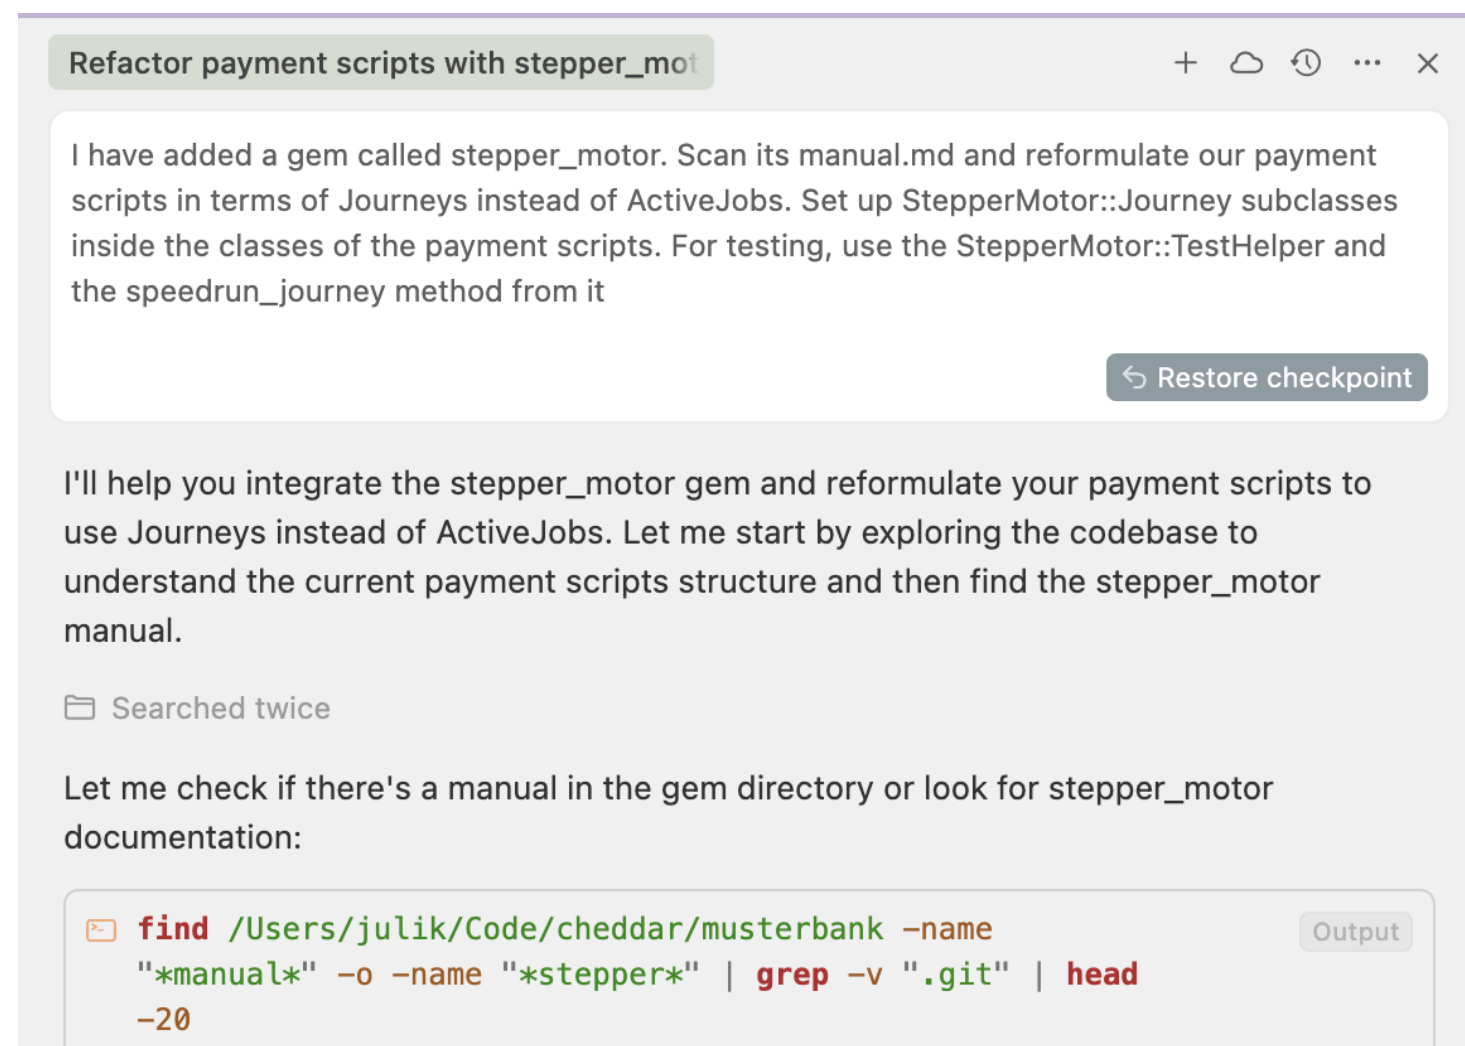 Refactor payment scripts with stepper_mot
I have added a gem called stepper_motor. Scan its manual.md and reformulate our payment
scripts in terms of Journeys instead of ActiveJobs. Set up StepperMotor::Journey subclasses
inside the classes of the payment scripts. For testing, use the StepperMotor::TestHelper and
the speedrun_journey method from it
Restore checkpoint
I'll help you integrate the stepper_motor gem and reformulate your payment scripts to
use Journeys instead of ActiveJobs. Let me start by exploring the codebase to
understand the current payment scripts structure and then find the stepper_motor
manual.
Searched twice
Let me check if there's a manual in the gem directory or look for stepper_motor
documentation:
find /Users/julik/Code/cheddar/musterbank -name
Output
"*manual*" -o -name "*stepper*" | grep -v ".git" | head
-20